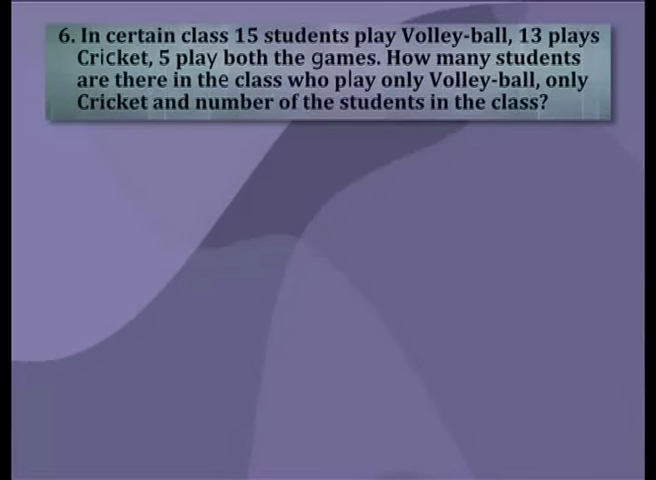 6. In certain class 15 students play Volley-ball, 13 plays
Cricket, 5 play both the games. How many students
are there in the class who play only Volley-ball, only
Cricket and number of the students in the class?